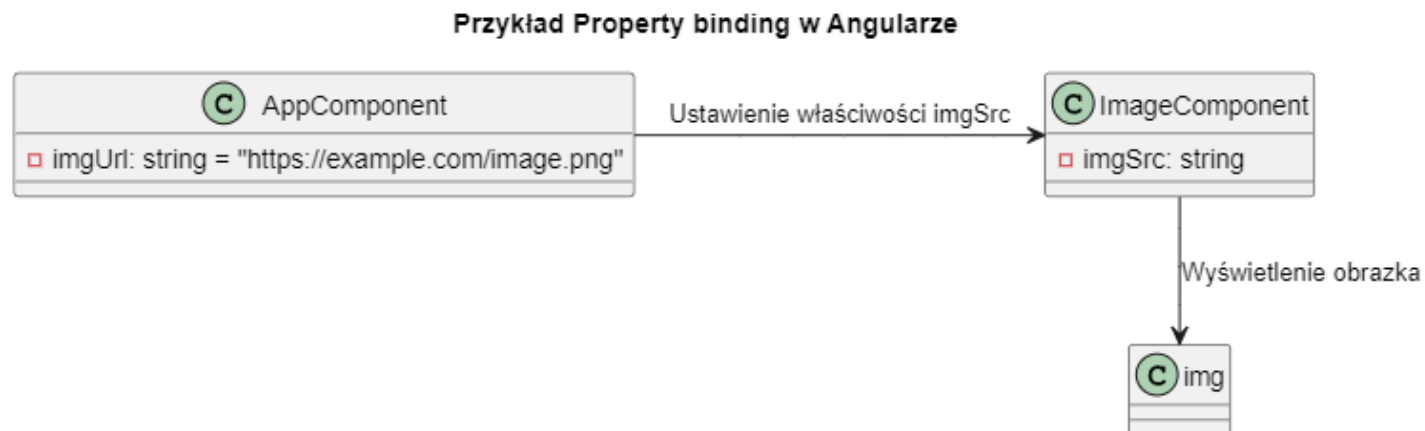 Przykład Property binding w Angularze
C AppComponent
imgUrl: string = "https://example.com/image.png"
Ustawienie właściwości imgSrc
C ImageComponent
imgSrc: string
Wyświetlenie obrazka
C img